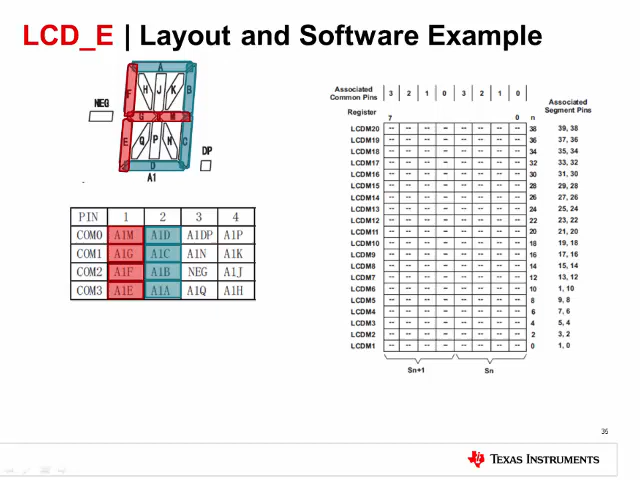 LCD_E | Layout and Software Example
A
F H J K B
NEG
G M
E Q P N C
DP
D
A1
PIN 1 2 3 4
COM0 A1M A1D A1DP A1P
COM1 A1G A1C A1N A1K
COM2 A1F A1B NEG A1J
COM3 A1E A1A A1Q A1H
Associated Common Pins 3 2 1 0 3 2 1 0 Associated Segment Pins
Register 7 0 n
LCDM20 -- -- -- -- -- -- -- -- 38 39, 38
LCDM19 -- -- -- -- -- -- -- -- 36 37, 36
LCDM18 -- -- -- -- -- -- -- -- 34 35, 34
LCDM17 -- -- -- -- -- -- -- -- 32 33, 32
LCDM16 -- -- -- -- -- -- -- -- 30 31, 30
LCDM15 -- -- -- -- -- -- -- -- 28 29, 28
LCDM14 -- -- -- -- -- -- -- -- 26 27, 26
LCDM13 -- -- -- -- -- -- -- -- 24 25, 24
LCDM12 -- -- -- -- -- -- -- -- 22 23, 22
LCDM11 -- -- -- -- -- -- -- -- 20 21, 20
LCDM10 -- -- -- -- -- -- -- -- 18 19, 18
LCDM9 -- -- -- -- -- -- -- -- 16 17, 16
LCDM8 -- -- -- -- -- -- -- -- 14 15, 14
LCDM7 -- -- -- -- -- -- -- -- 12 13, 12
LCDM6 -- -- -- -- -- -- -- -- 10 1, 10
LCDM5 -- -- -- -- -- -- -- -- 8 9, 8
LCDM4 -- -- -- -- -- -- -- -- 6 7, 6
LCDM3 -- -- -- -- -- -- -- -- 4 5, 4
LCDM2 -- -- -- -- -- -- -- -- 2 3, 2
LCDM1 -- -- -- -- -- -- -- -- 0 1, 0
Sn+1 Sn
TEXAS INSTRUMENTS